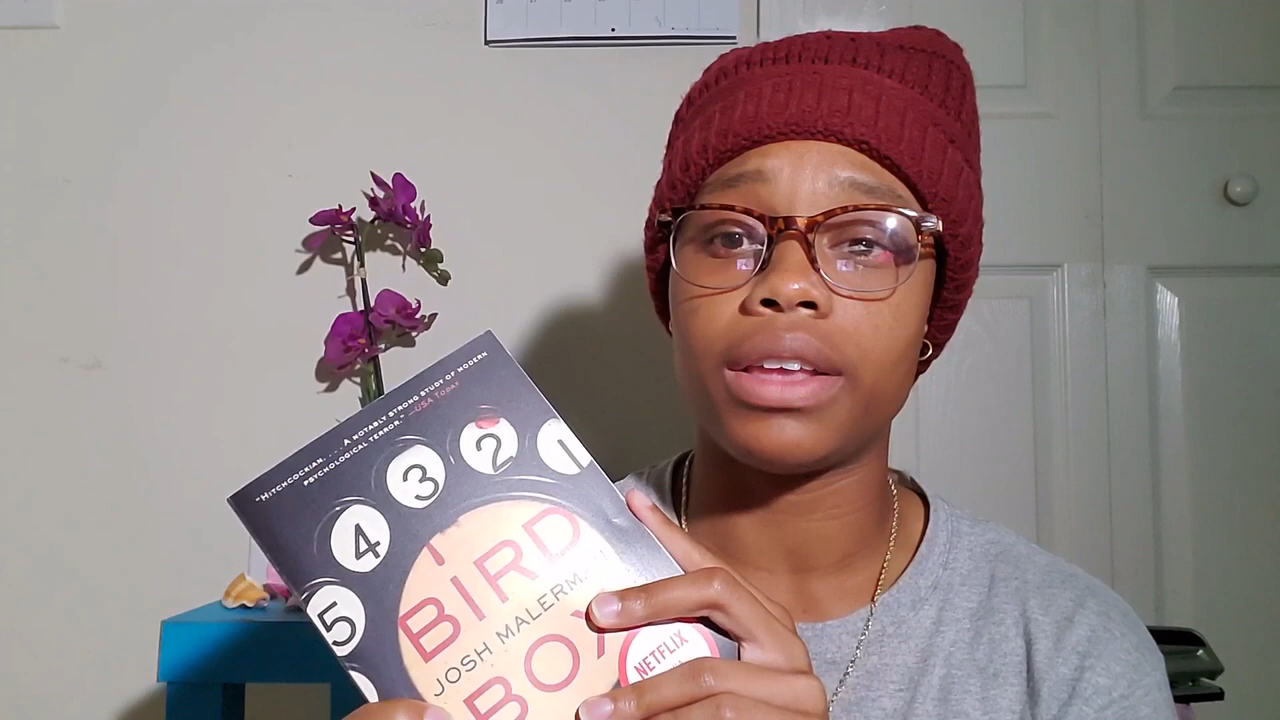 "HITCHCOCKIAN. . . . A NOTABLY STRONG STUDY OF MODERN
PSYCHOLOGICAL TERROR." —USA TODAY
5 4 3 2 1
BIRD
JOSH MALERMAN
BOX
NETFLIX